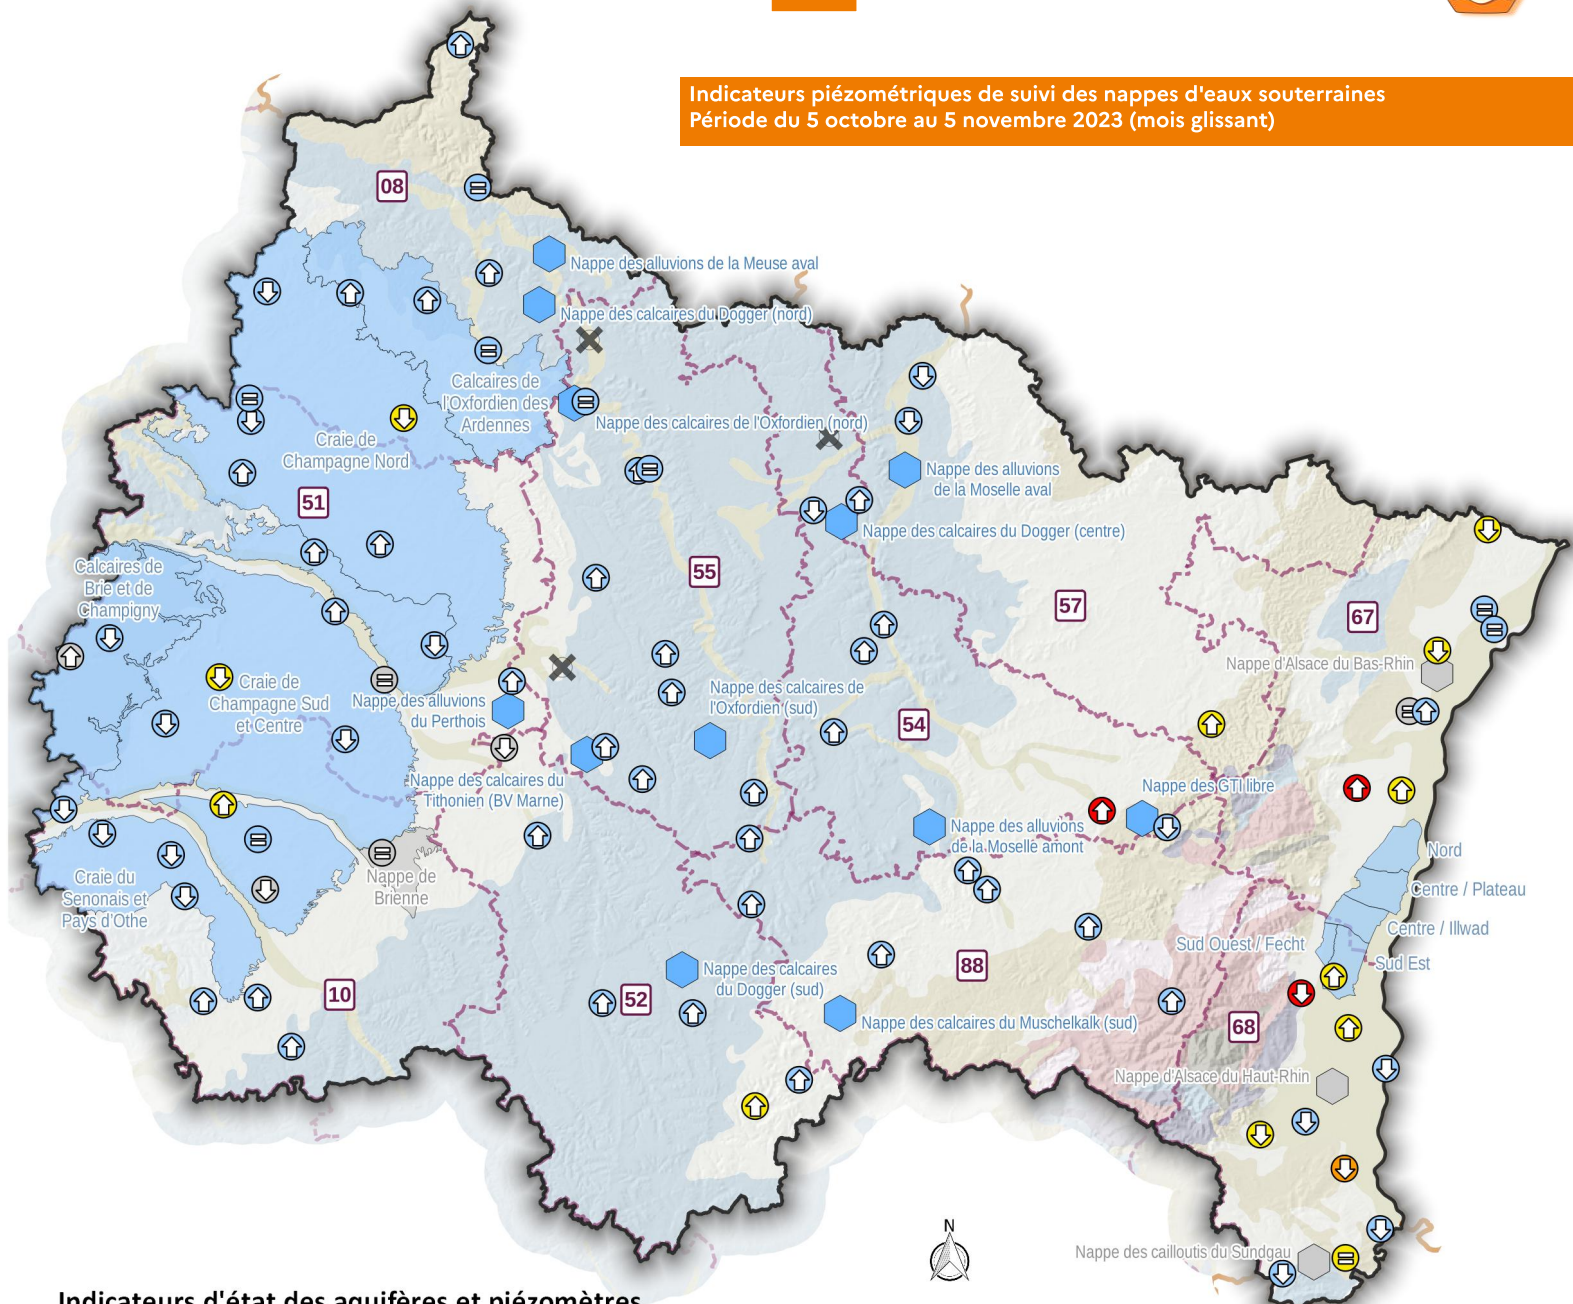 Indicateurs piézométriques de suivi des nappes d'eaux souterraines
Période du 5 octobre au 5 novembre 2023 (mois glissant)
08
Nappe des alluvions de la Meuse aval
Nappe des calcaires du Dogger (nord)
Calcaires de
l'Oxfordien des
Ardennes
Nappe des calcaires de l'Oxfordien (nord)
Craie de
Champagne Nord
Nappe des alluvions
de la Moselle aval
51
Nappe des calcaires du Dogger (centre)
Calcaires de
Brie et de
Champigny
55
57
67
Nappe d'Alsace du Bas-Rhin
Craie de
Champagne Sud
et Centre
Nappe des alluvions
du Perthois
Nappe des calcaires de
l'Oxfordien (sud)
54
Nappe des calcaires du
Tithonien (BV Marne)
Nappe des GTI libre
Nappe des alluvions
de la Moselle amont
Nord
Craie du
Senonais et
Pays d'Othe
Nappe de
Brienne
Centre / Plateau
Centre / Illwad
Sud Ouest / Fecht
Sud Est
88
Nappe des calcaires
du Dogger (sud)
10
52
Nappe des calcaires du Muschelkalk (sud)
68
Nappe d'Alsace du Haut-Rhin
N
Nappe des cailloutis du Sundgau
Indicateurs d'état des aquifères et piézomètres